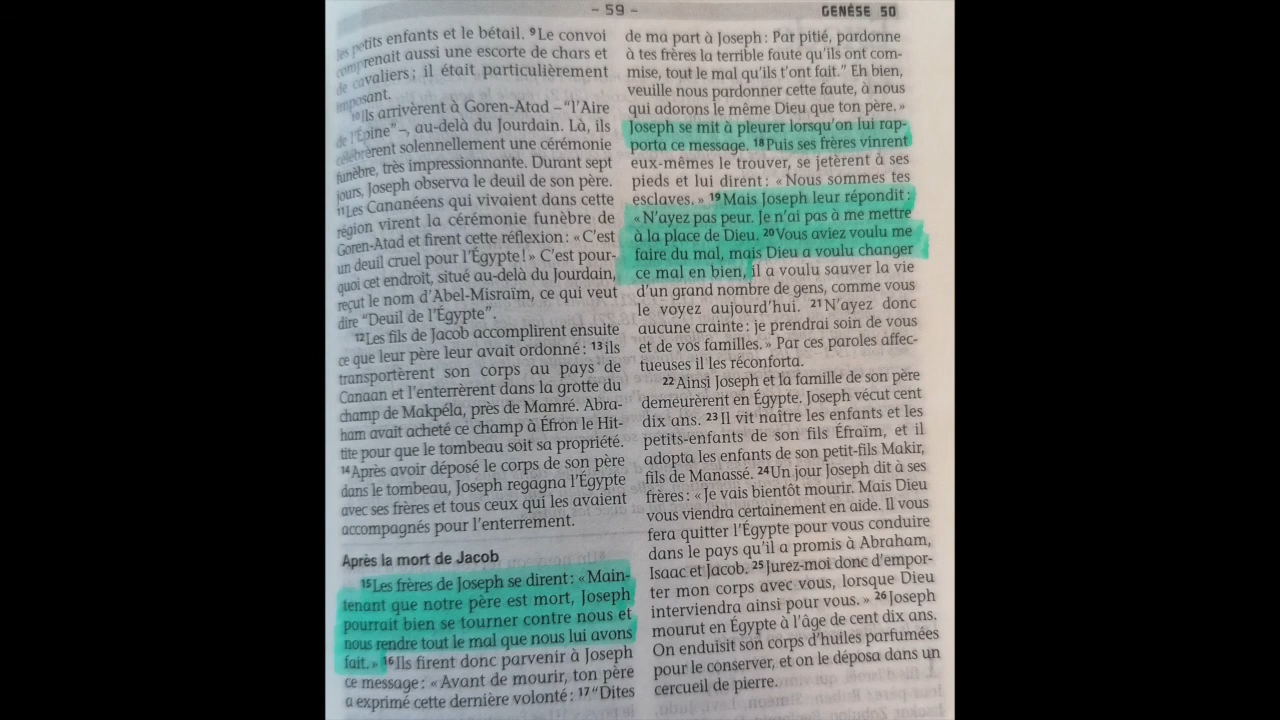 - 59 -
GENÈSE 50
les petits enfants et le bétail. 9Le convoi
comprenait aussi une escorte de chars et
de cavaliers ; il était particulièrement
imposant.
10Ils arrivèrent à Goren-Atad –“l’Aire
de l’Épine”–, au-delà du Jourdain. Là, ils
célébrèrent solennellement une cérémonie
funèbre, très impressionnante. Durant sept
jours, Joseph observa le deuil de son père.
11Les Cananéens qui vivaient dans cette
région virent la cérémonie funèbre de
Goren-Atad et firent cette réflexion : « C’est
un deuil cruel pour l’Égypte ! » C’est pour-
quoi cet endroit, situé au-delà du Jourdain,
reçut le nom d’Abel-Misraïm, ce qui veut
dire “Deuil de l’Égypte”.
12Les fils de Jacob accomplirent ensuite
ce que leur père leur avait ordonné : 13ils
transportèrent son corps au pays de
Canaan et l’enterrèrent dans la grotte du
champ de Makpéla, près de Mamré. Abra-
ham avait acheté ce champ à Éfron le Hit-
tite pour que le tombeau soit sa propriété.
14Après avoir déposé le corps de son père
dans le tombeau, Joseph regagna l’Égypte
avec ses frères et tous ceux qui les avaient
accompagnés pour l’enterrement.
Après la mort de Jacob
15Les frères de Joseph se dirent : « Main-
tenant que notre père est mort, Joseph
pourrait bien se tourner contre nous et
nous rendre tout le mal que nous lui avons
fait. » 16Ils firent donc parvenir à Joseph
ce message : « Avant de mourir, ton père
a exprimé cette dernière volonté : 17“Dites
de ma part à Joseph : Par pitié, pardonne
à tes frères la terrible faute qu’ils ont com-
mise, tout le mal qu’ils t’ont fait.” Eh bien,
veuille nous pardonner cette faute, à nous
qui adorons le même Dieu que ton père. »
Joseph se mit à pleurer lorsqu’on lui rap-
porta ce message. 18Puis ses frères vinrent
eux-mêmes le trouver, se jetèrent à ses
pieds et lui dirent : « Nous sommes tes
esclaves. » 19Mais Joseph leur répondit :
« N’ayez pas peur. Je n’ai pas à me mettre
à la place de Dieu. 20Vous aviez voulu me
faire du mal, mais Dieu a voulu changer
ce mal en bien, il a voulu sauver la vie
d’un grand nombre de gens, comme vous
le voyez aujourd’hui. 21N’ayez donc
aucune crainte : je prendrai soin de vous
et de vos familles. » Par ces paroles affec-
tueuses il les réconforta.
22Ainsi Joseph et la famille de son père
demeurèrent en Égypte. Joseph vécut cent
dix ans. 23Il vit naître les enfants et les
petits-enfants de son fils Éfraïm, et il
adopta les enfants de son petit-fils Makir,
fils de Manassé. 24Un jour Joseph dit à ses
frères : « Je vais bientôt mourir. Mais Dieu
vous viendra certainement en aide. Il vous
fera quitter l’Égypte pour vous conduire
dans le pays qu’il a promis à Abraham,
Isaac et Jacob. 25Jurez-moi donc d’empor-
ter mon corps avec vous, lorsque Dieu
interviendra ainsi pour vous. » 26Joseph
mourut en Égypte à l’âge de cent dix ans.
On enduisit son corps d’huiles parfumées
pour le conserver, et on le déposa dans un
cercueil de pierre.